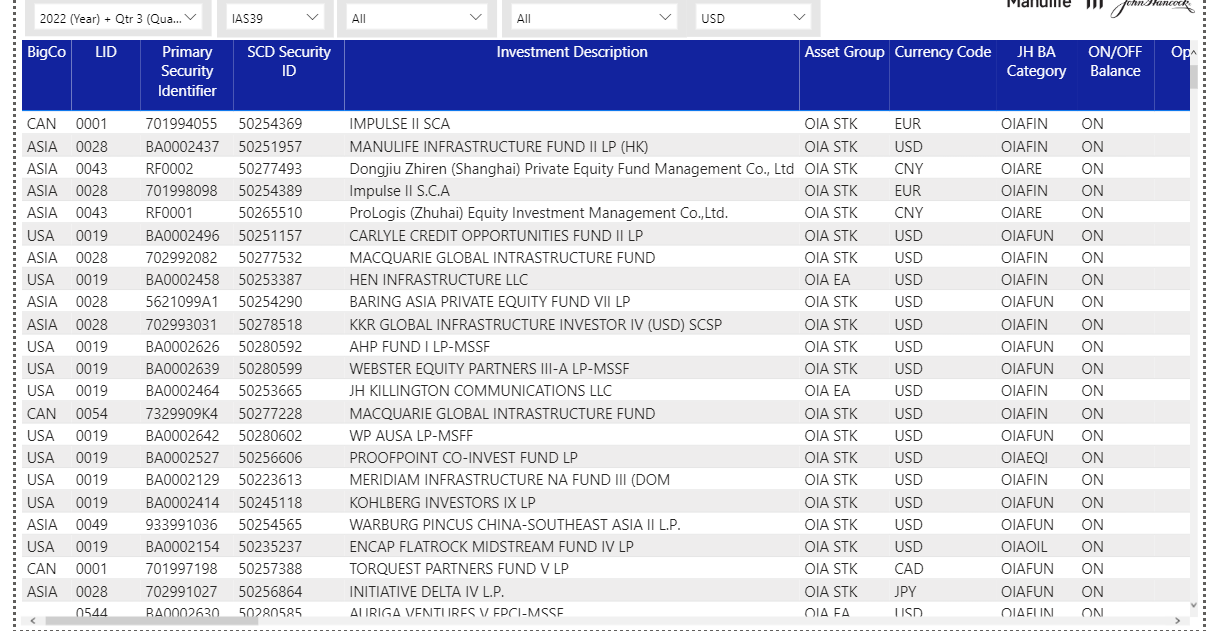 Manulife John Hancock
2022 (Year) + Qtr 3 (Qua... IAS39 All All USD
BigCo LID Primary Security Identifier SCD Security ID Investment Description Asset Group Currency Code JH BA Category ON/OFF Balance Op
CAN 0001 701994055 50254369 IMPULSE II SCA OIA STK EUR OIAFIN ON
ASIA 0028 BA0002437 50251957 MANULIFE INFRASTRUCTURE FUND II LP (HK) OIA STK USD OIAFIN ON
ASIA 0043 RF0002 50277493 Dongjiu Zhiren (Shanghai) Private Equity Fund Management Co., Ltd OIA STK CNY OIARE ON
ASIA 0028 701998098 50254389 Impulse II S.C.A OIA STK EUR OIAFIN ON
ASIA 0043 RF0001 50265510 ProLogis (Zhuhai) Equity Investment Management Co.,Ltd. OIA STK CNY OIARE ON
USA 0019 BA0002496 50251157 CARLYLE CREDIT OPPORTUNITIES FUND II LP OIA STK USD OIAFUN ON
ASIA 0028 702992082 50277532 MACQUARIE GLOBAL INTRASTRUCTURE FUND OIA STK USD OIAFIN ON
USA 0019 BA0002458 50253387 HEN INFRASTRUCTURE LLC OIA EA USD OIAFIN ON
ASIA 0028 5621099A1 50254290 BARING ASIA PRIVATE EQUITY FUND VII LP OIA STK USD OIAFUN ON
ASIA 0028 702993031 50278518 KKR GLOBAL INFRASTRUCTURE INVESTOR IV (USD) SCSP OIA STK USD OIAFIN ON
USA 0019 BA0002626 50280592 AHP FUND I LP-MSSF OIA STK USD OIAFUN ON
USA 0019 BA0002639 50280599 WEBSTER EQUITY PARTNERS III-A LP-MSSF OIA STK USD OIAFUN ON
USA 0019 BA0002464 50253665 JH KILLINGTON COMMUNICATIONS LLC OIA EA USD OIAFIN ON
CAN 0054 7329909K4 50277228 MACQUARIE GLOBAL INTRASTRUCTURE FUND OIA STK USD OIAFIN ON
USA 0019 BA0002642 50280602 WP AUSA LP-MSFF OIA STK USD OIAFUN ON
USA 0019 BA0002527 50256606 PROOFPOINT CO-INVEST FUND LP OIA STK USD OIAEQI ON
USA 0019 BA0002129 50223613 MERIDIAM INFRASTRUCTURE NA FUND III (DOM OIA STK USD OIAFIN ON
USA 0019 BA0002414 50245118 KOHLBERG INVESTORS IX LP OIA STK USD OIAFUN ON
ASIA 0049 933991036 50254565 WARBURG PINCUS CHINA-SOUTHEAST ASIA II L.P. OIA STK USD OIAFUN ON
USA 0019 BA0002154 50235237 ENCAP FLATROCK MIDSTREAM FUND IV LP OIA STK USD OIAOIL ON
CAN 0001 701997198 50257388 TORQUEST PARTNERS FUND V LP OIA STK CAD OIAFUN ON
ASIA 0028 702991027 50256864 INITIATIVE DELTA IV L.P. OIA STK JPY OIAFUN ON
0544 BA0002630 50280585 AURIGA VENTURES V FPCI-MSSF OIA EA USD OIAFUN ON